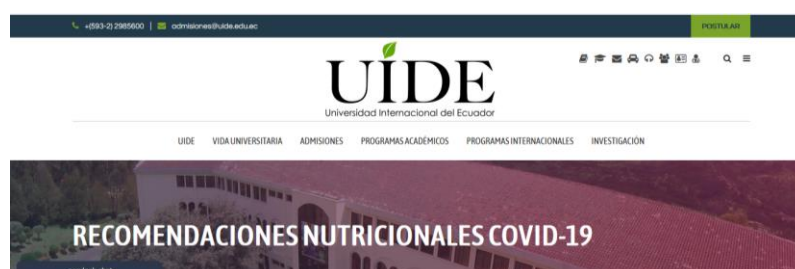 +(593-2) 2985600 | admisiones@uide.edu.ec
POSTULAR
UIDE
Universidad Internacional del Ecuador
UIDE VIDA UNIVERSITARIA ADMISIONES PROGRAMAS ACADÉMICOS PROGRAMAS INTERNACIONALES INVESTIGACIÓN
RECOMENDACIONES NUTRICIONALES COVID-19